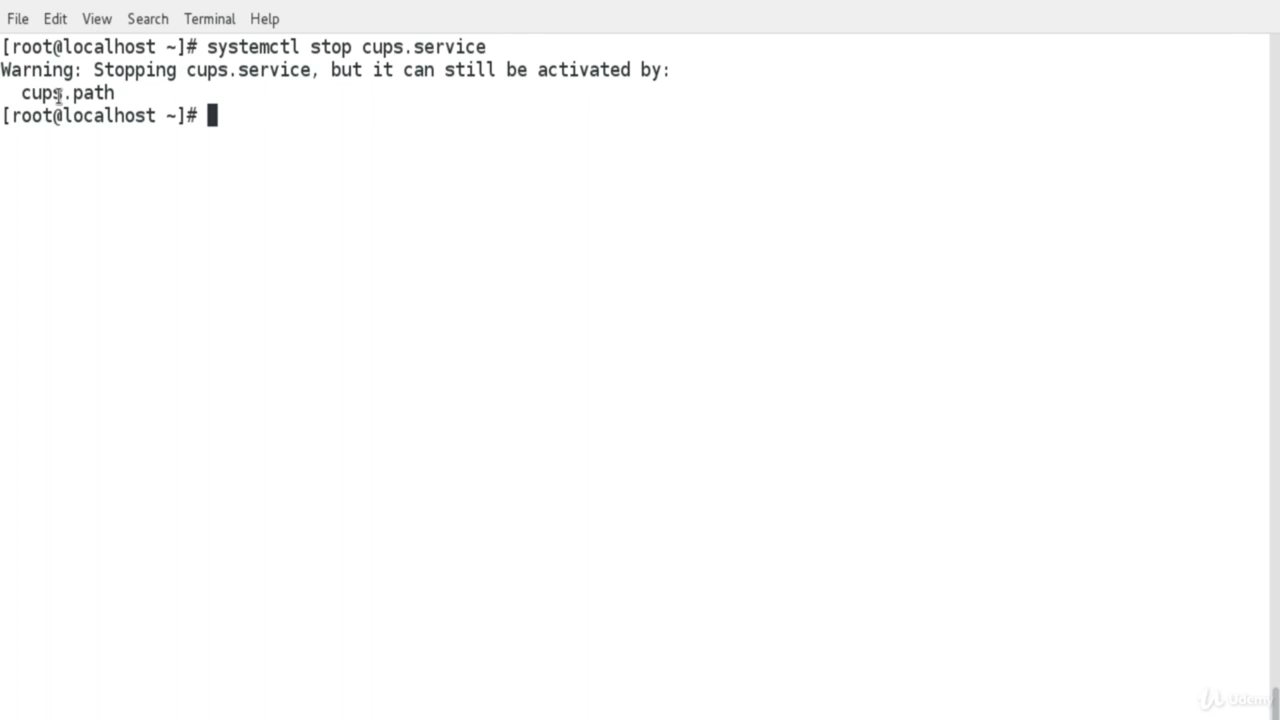 File Edit View Search Terminal Help
[root@localhost ~]# systemctl stop cups.service
Warning: Stopping cups.service, but it can still be activated by:
  cups.path
[root@localhost ~]#
Udemy